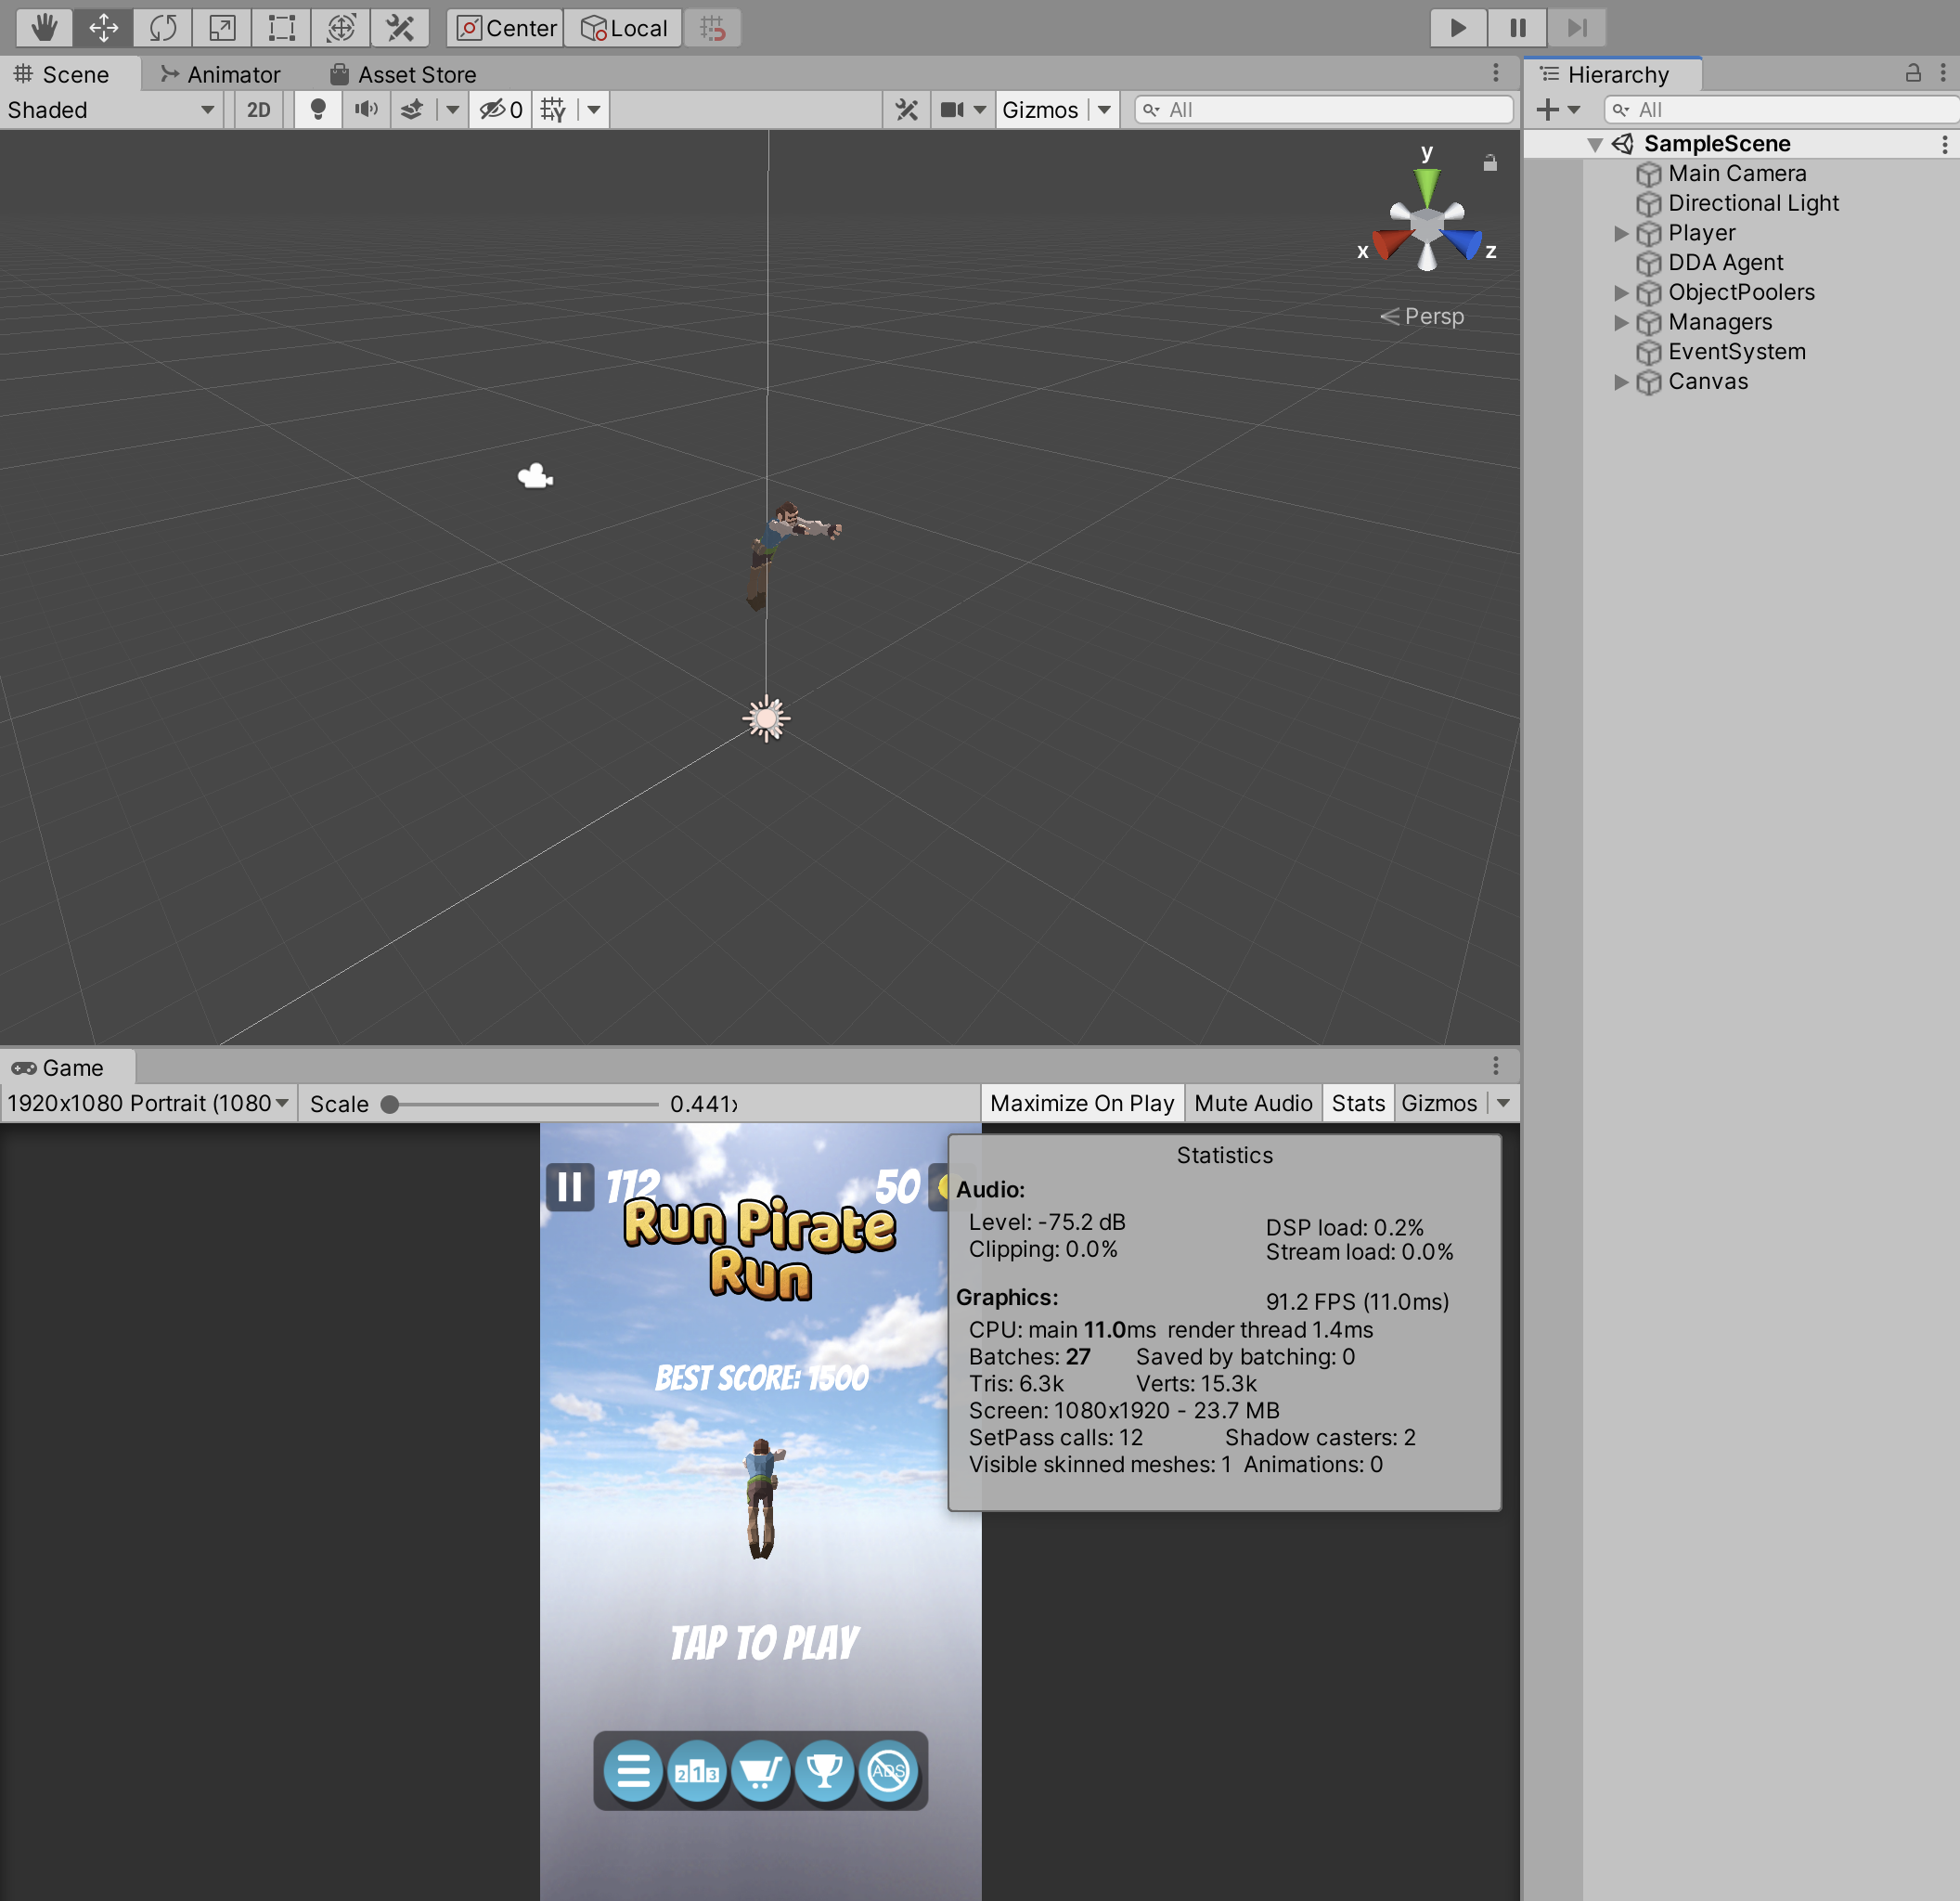 Center Local
Scene Animator Asset Store
Shaded 2D 0 Gizmos All
y
x z
Persp
Hierarchy
All
SampleScene
Main Camera
Directional Light
Player
DDA Agent
ObjectPoolers
Managers
EventSystem
Canvas
Game
1920x1080 Portrait (1080 Scale 0.441x Maximize On Play Mute Audio Stats Gizmos
112 50
Run Pirate
Run
BEST SCORE: 1500
TAP TO PLAY
2 1 3 ADS
Statistics
Audio:
Level: -75.2 dB DSP load: 0.2%
Clipping: 0.0% Stream load: 0.0%
Graphics: 91.2 FPS (11.0ms)
CPU: main 11.0ms render thread 1.4ms
Batches: 27 Saved by batching: 0
Tris: 6.3k Verts: 15.3k
Screen: 1080x1920 - 23.7 MB
SetPass calls: 12 Shadow casters: 2
Visible skinned meshes: 1 Animations: 0